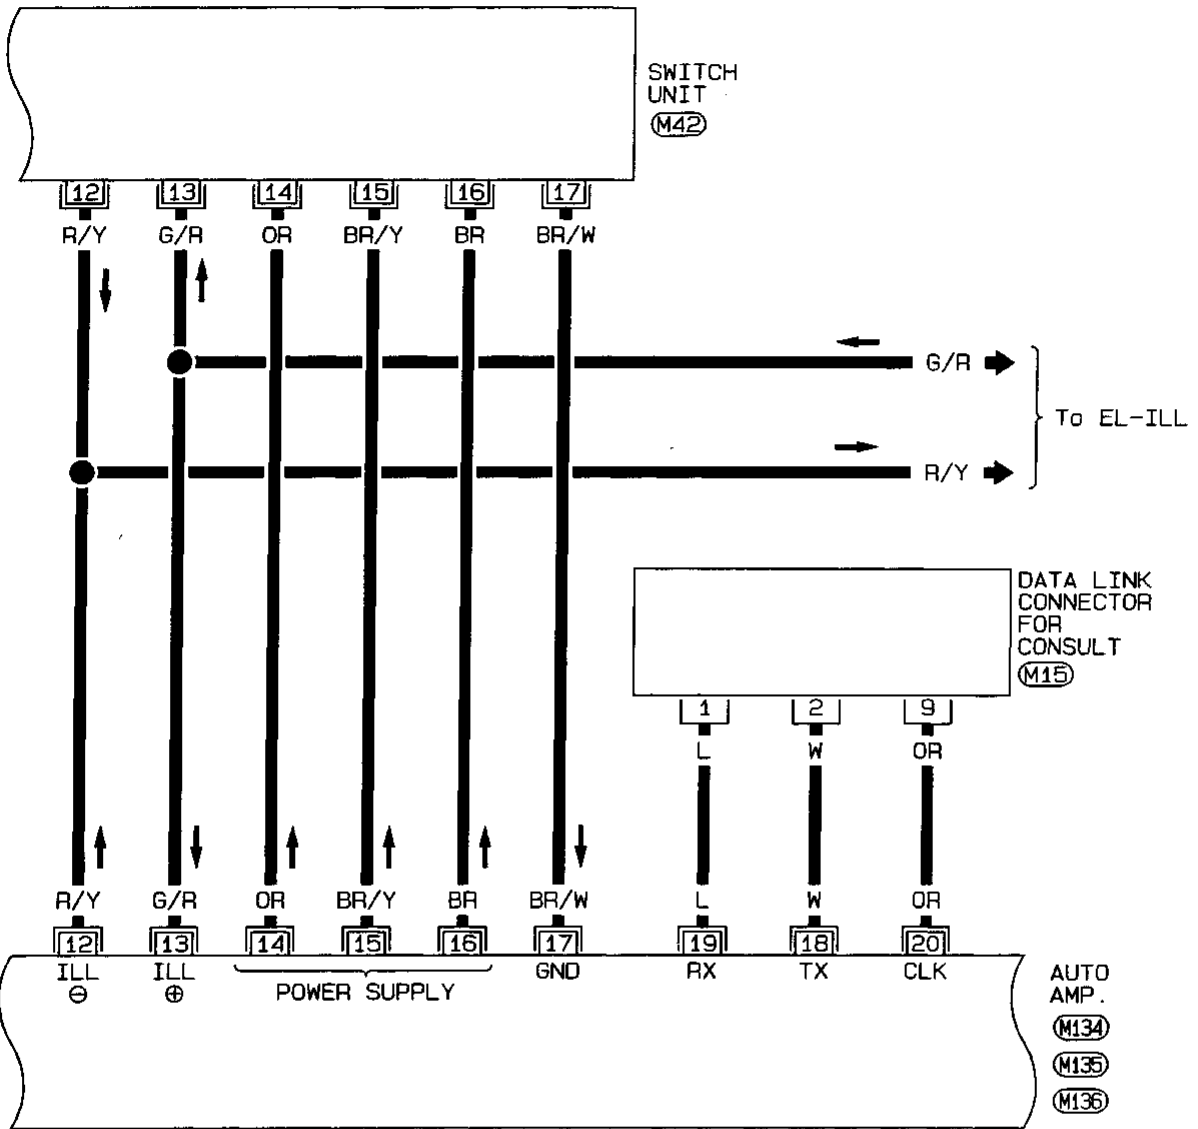 SWITCH
UNIT
M42
12 13 14 15 16 17
R/Y G/R OR BR/Y BR BR/W
G/R
To EL-ILL
R/Y
DATA LINK
CONNECTOR
FOR
CONSULT
M15
1 2 9
L W OR
R/Y G/R OR BR/Y BR BR/W L W OR
12 13 14 15 16 17 19 18 20
ILL ILL GND RX TX CLK
⊖ ⊕ POWER SUPPLY
AUTO
AMP.
M134
M135
M136